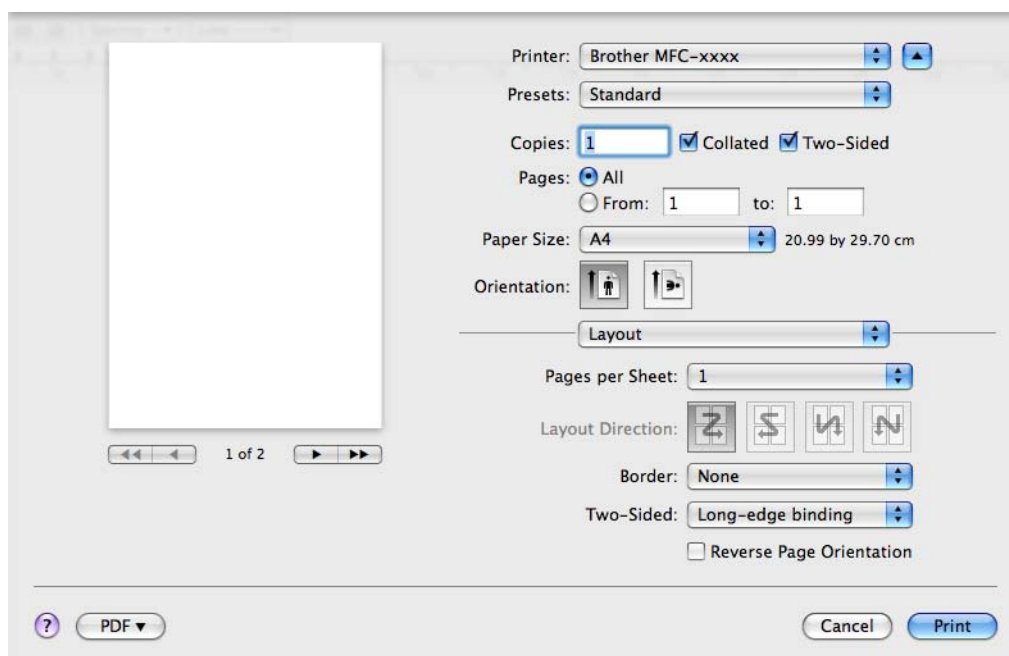 Printer: Brother MFC-xxxx
Presets: Standard
Copies: 1 Collated Two-Sided
Pages: All
From: 1 to: 1
Paper Size: A4 20.99 by 29.70 cm
Orientation:
Layout
Pages per Sheet: 1
Layout Direction:
1 of 2
Border: None
Two-Sided: Long-edge binding
Reverse Page Orientation
? PDF Cancel Print